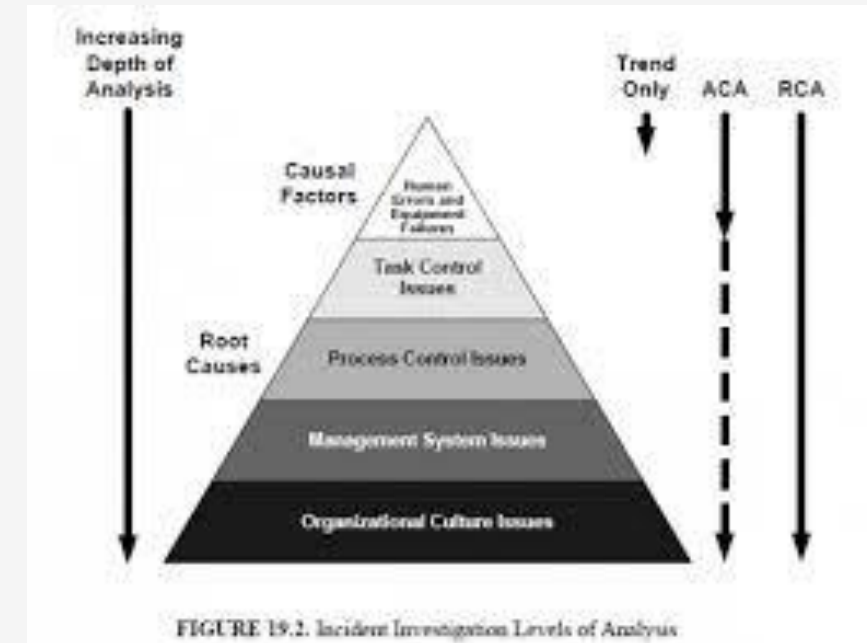 Increasing
Depth of
Analysis
Trend
Only
ACA
RCA
Causal
Factors
Human
Errors and
Equipment
Failures
Task Control
Issues
Root
Causes
Process Control Issues
Management System Issues
Organizational Culture Issues
FIGURE 19.2. Incident Investigation Levels of Analysis